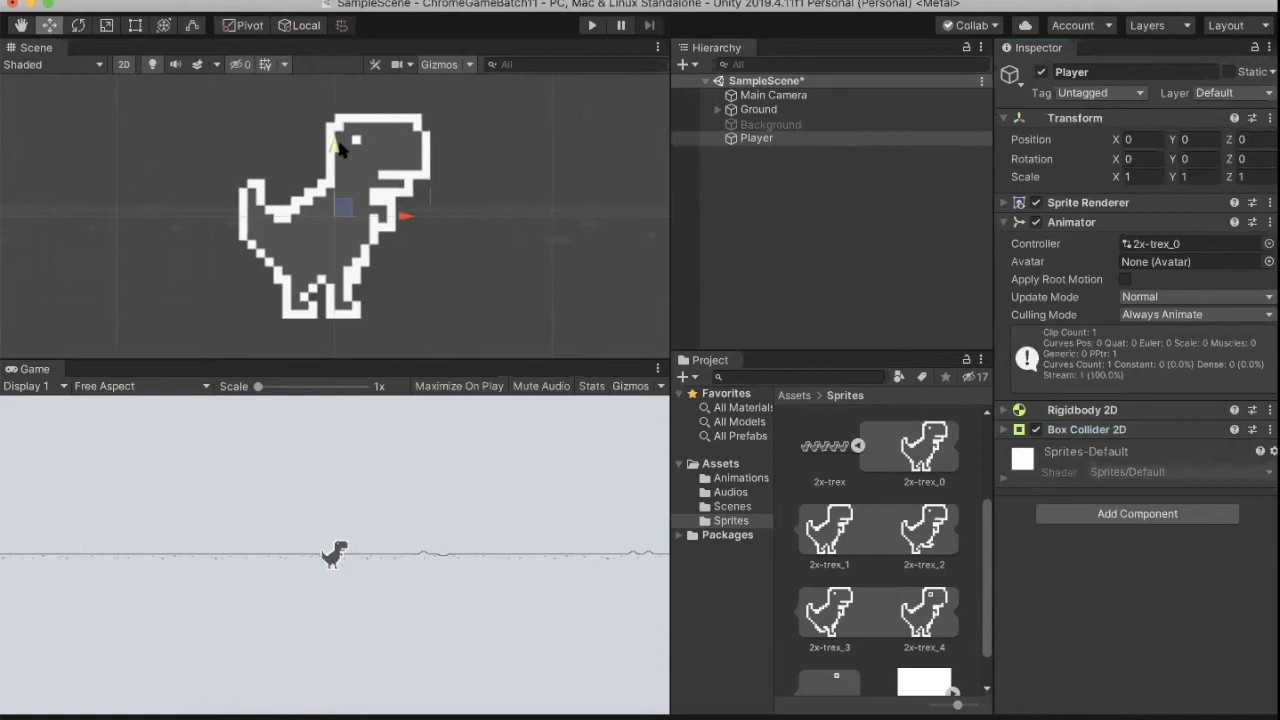 SampleScene - ChromeGameBatch11 - PC, Mac & Linux Standalone - Unity 2019.4.11f1 Personal (Personal) <Metal>
Pivot Local Collab Account Layers Layout
Scene
Shaded 2D 0 Gizmos All
Hierarchy
All
SampleScene*
Main Camera
Ground
Background
Player
Game
Display 1 Free Aspect Scale 1x Maximize On Play Mute Audio Stats Gizmos
Project
17
Favorites
All Materials
All Models
All Prefabs
Assets
Animations
Audios
Scenes
Sprites
Packages
Assets > Sprites
2x-trex 2x-trex_0
2x-trex_1 2x-trex_2
2x-trex_3 2x-trex_4
Inspector
Player Static
Tag Untagged Layer Default
Transform
Position X 0 Y 0 Z 0
Rotation X 0 Y 0 Z 0
Scale X 1 Y 1 Z 1
Sprite Renderer
Animator
Controller 2x-trex_0
Avatar None (Avatar)
Apply Root Motion
Update Mode Normal
Culling Mode Always Animate
Clip Count: 1
Curves Pos: 0 Quat: 0 Euler: 0 Scale: 0 Muscles: 0
Generic: 0 PPtr: 1
Curves Count: 1 Constant: 0 (0.0%) Dense: 0 (0.0%)
Stream: 1 (100.0%)
Rigidbody 2D
Box Collider 2D
Sprites-Default
Shader Sprites/Default
Add Component